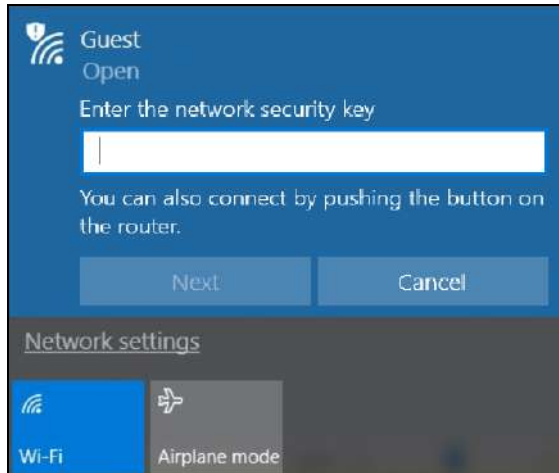 Guest
Open
Enter the network security key
You can also connect by pushing the button on
the router.
Next Cancel
Network settings
Wi-Fi Airplane mode